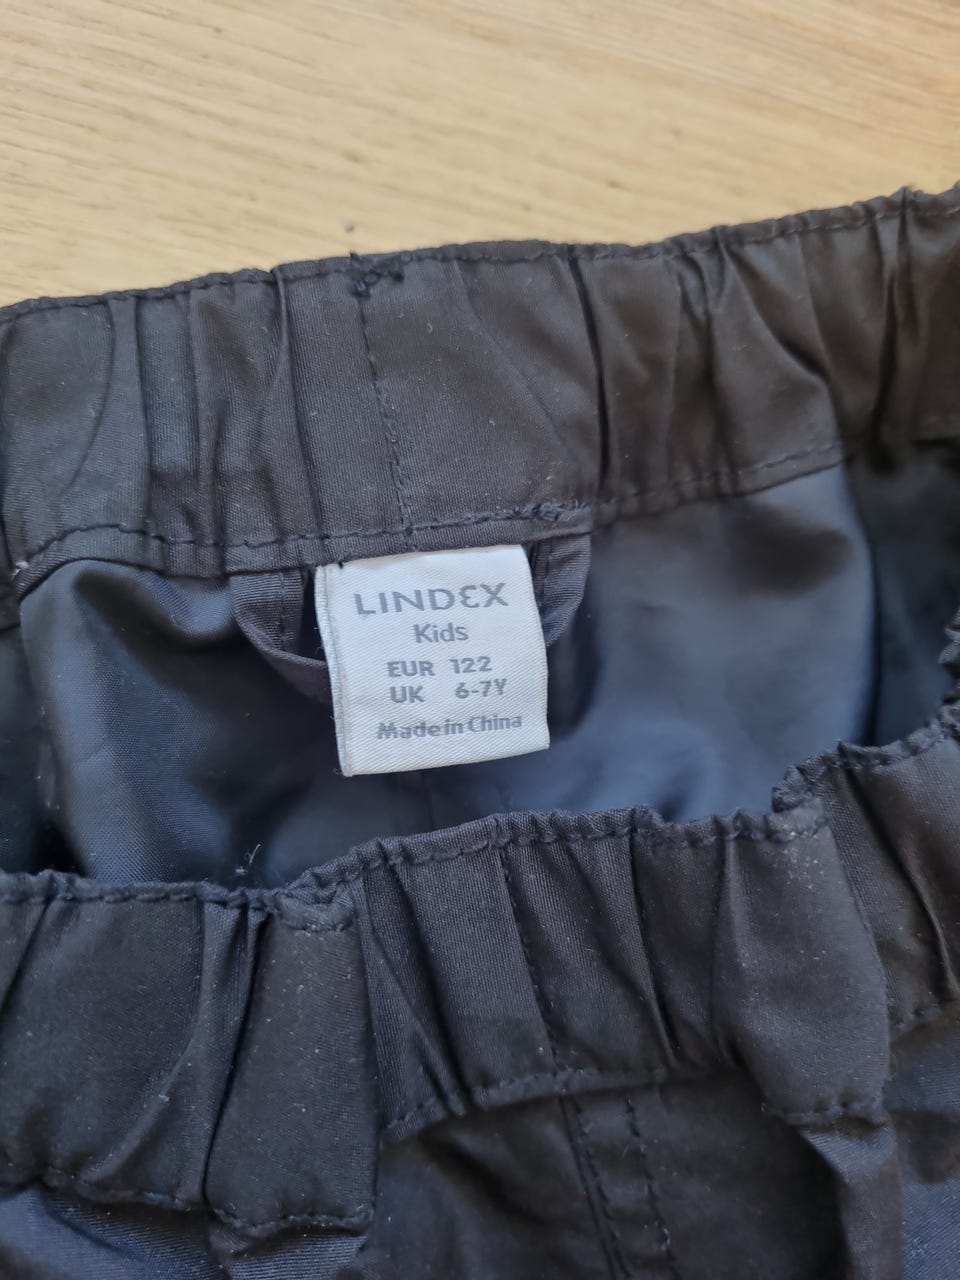 LINDEX
Kids
EUR 122
UK 6-7Y
Made in China